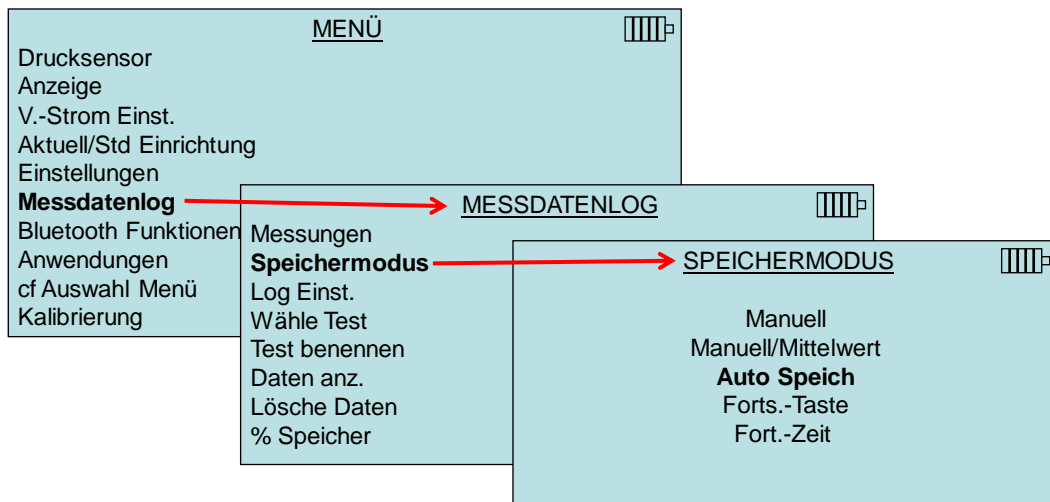 MENÜ
Drucksensor
Anzeige
V.-Strom Einst.
Aktuell/Std Einrichtung
Einstellungen
Messdatenlog
Bluetooth Funktionen
Anwendungen
cf Auswahl Menü
Kalibrierung
MESSDATENLOG
Messungen
Speichermodus
Log Einst.
Wähle Test
Test benennen
Daten anz.
Lösche Daten
% Speicher
SPEICHERMODUS
Manuell
Manuell/Mittelwert
Auto Speich
Forts.-Taste
Fort.-Zeit